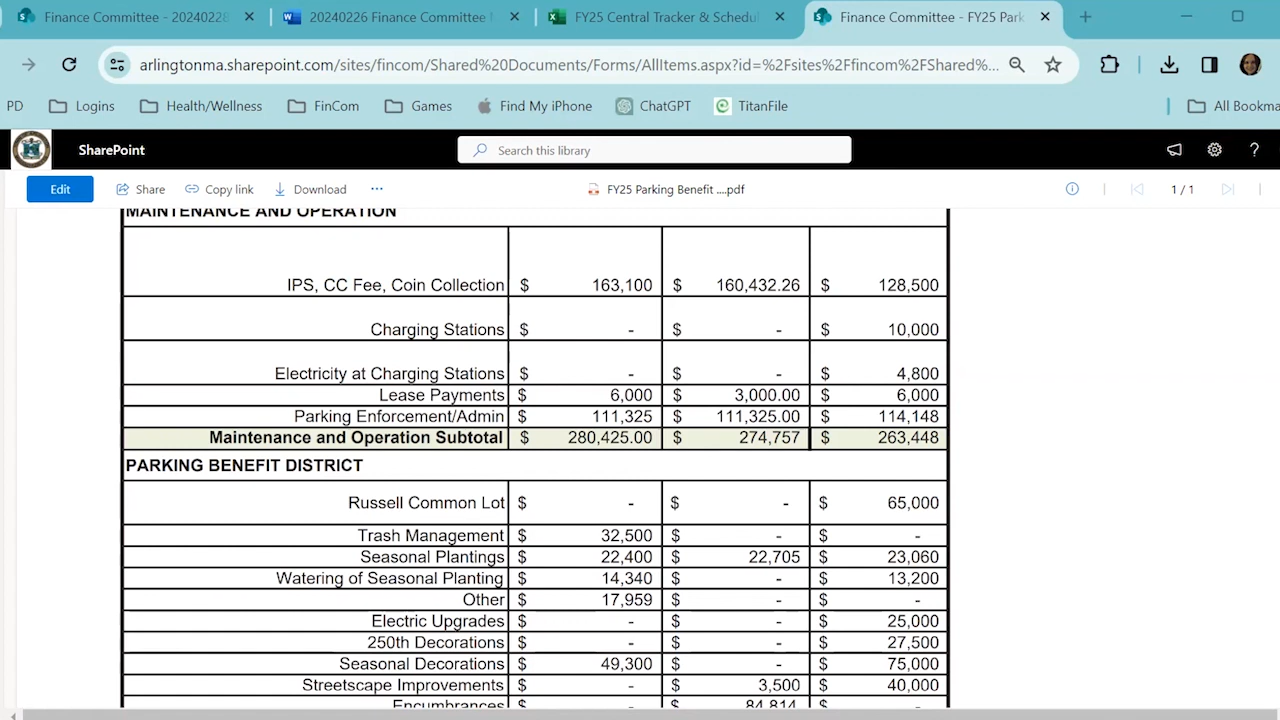 Finance Committee - 20240228
20240226 Finance Committee
FY25 Central Tracker & Schedul
Finance Committee - FY25 Park
arlingtonma.sharepoint.com/sites/fincom/Shared%20Documents/Forms/AllItems.aspx?id=%2Fsites%2Ffincom%2FShared%...
PD Logins Health/Wellness FinCom Games Find My iPhone ChatGPT TitanFile All Bookma
SharePoint Search this library ?
Edit Share Copy link Download ... FY25 Parking Benefit ....pdf 1 / 1
MAINTENANCE AND OPERATION
IPS, CC Fee, Coin Collection $ 163,100 $ 160,432.26 $ 128,500
Charging Stations $ - $ - $ 10,000
Electricity at Charging Stations $ - $ - $ 4,800
Lease Payments $ 6,000 $ 3,000.00 $ 6,000
Parking Enforcement/Admin $ 111,325 $ 111,325.00 $ 114,148
Maintenance and Operation Subtotal $ 280,425.00 $ 274,757 $ 263,448
PARKING BENEFIT DISTRICT
Russell Common Lot $ - $ - $ 65,000
Trash Management $ 32,500 $ - $ -
Seasonal Plantings $ 22,400 $ 22,705 $ 23,060
Watering of Seasonal Planting $ 14,340 $ - $ 13,200
Other $ 17,959 $ - $ -
Electric Upgrades $ - $ - $ 25,000
250th Decorations $ - $ - $ 27,500
Seasonal Decorations $ 49,300 $ - $ 75,000
Streetscape Improvements $ - $ 3,500 $ 40,000
Encumbrances $ - $ 84,814 $ -